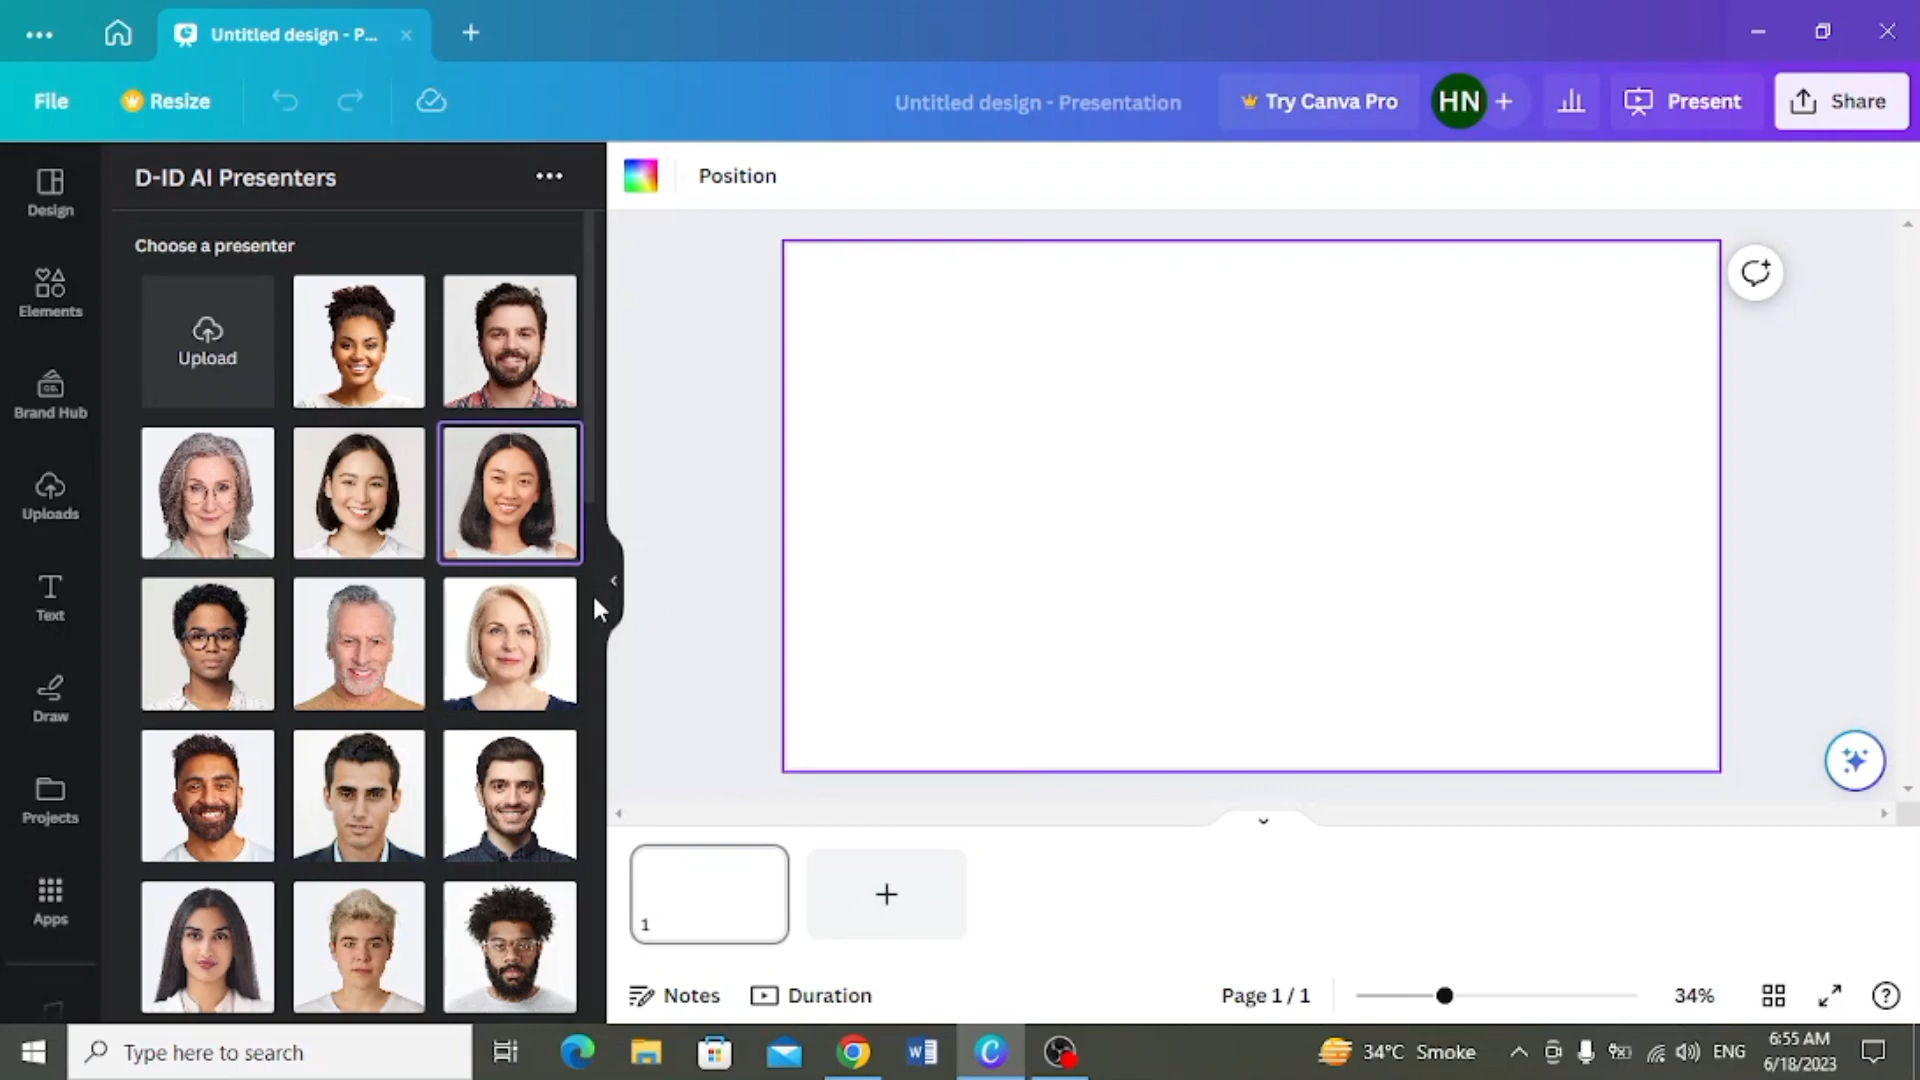 Untitled design - P...
File
Resize
Untitled design - Presentation
Try Canva Pro
HN
Present
Share
Design
Elements
Brand Hub
Uploads
Text
Draw
Projects
Apps
D-ID AI Presenters
Choose a presenter
Upload
Position
1
Notes
Duration
Page 1 / 1
34%
Type here to search
34°C Smoke
ENG
6:55 AM
6/18/2023